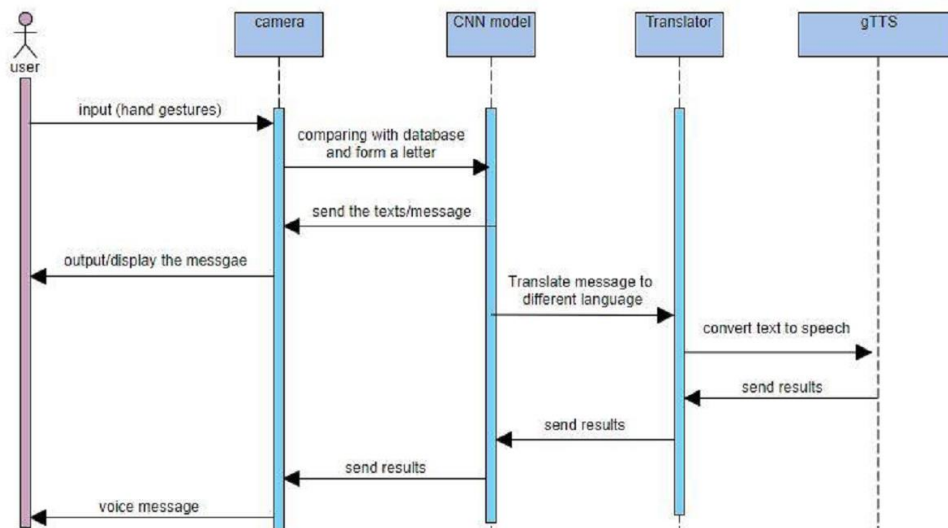 camera
CNN model
Translator
gTTS
user
input (hand gestures)
comparing with database
and form a letter
send the texts/message
output/display the messgae
Translate message to
different language
convert text to speech
send results
send results
send results
voice message